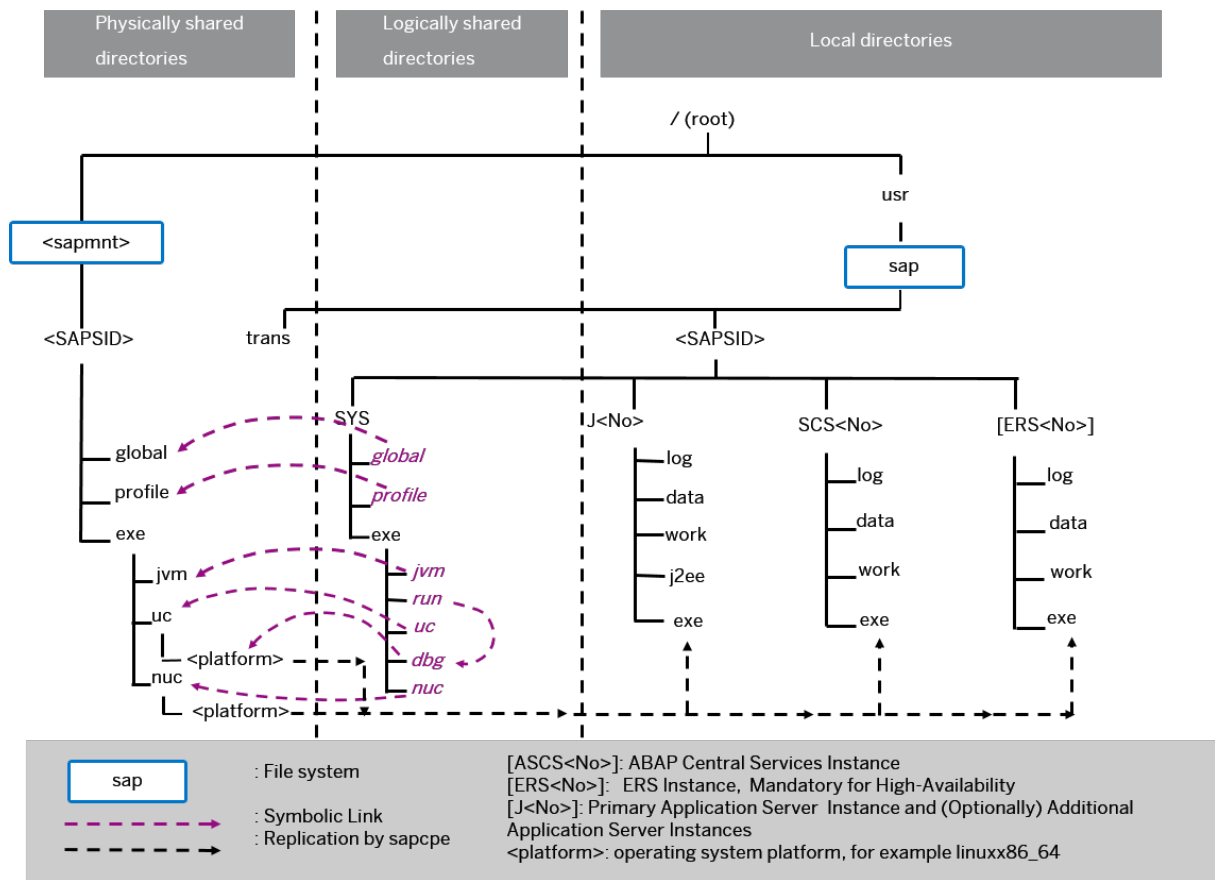 Physically shared
directories
Logically shared
directories
Local directories
/ (root)
usr
<sapmnt>
sap
<SAPSID>
trans
<SAPSID>
SYS
J<No>
SCS<No>
[ERS<No>]
global
profile
exe
jvm
uc
<platform>
nuc
<platform>
global
profile
exe
jvm
run
uc
dbg
nuc
log
data
work
j2ee
exe
log
data
work
exe
log
data
work
exe
sap
: File system
: Symbolic Link
: Replication by sapcpe
[ASCS<No>]: ABAP Central Services Instance
[ERS<No>]: ERS Instance, Mandatory for High-Availability
[J<No>]: Primary Application Server Instance and (Optionally) Additional
Application Server Instances
<platform>: operating system platform, for example linuxx86_64